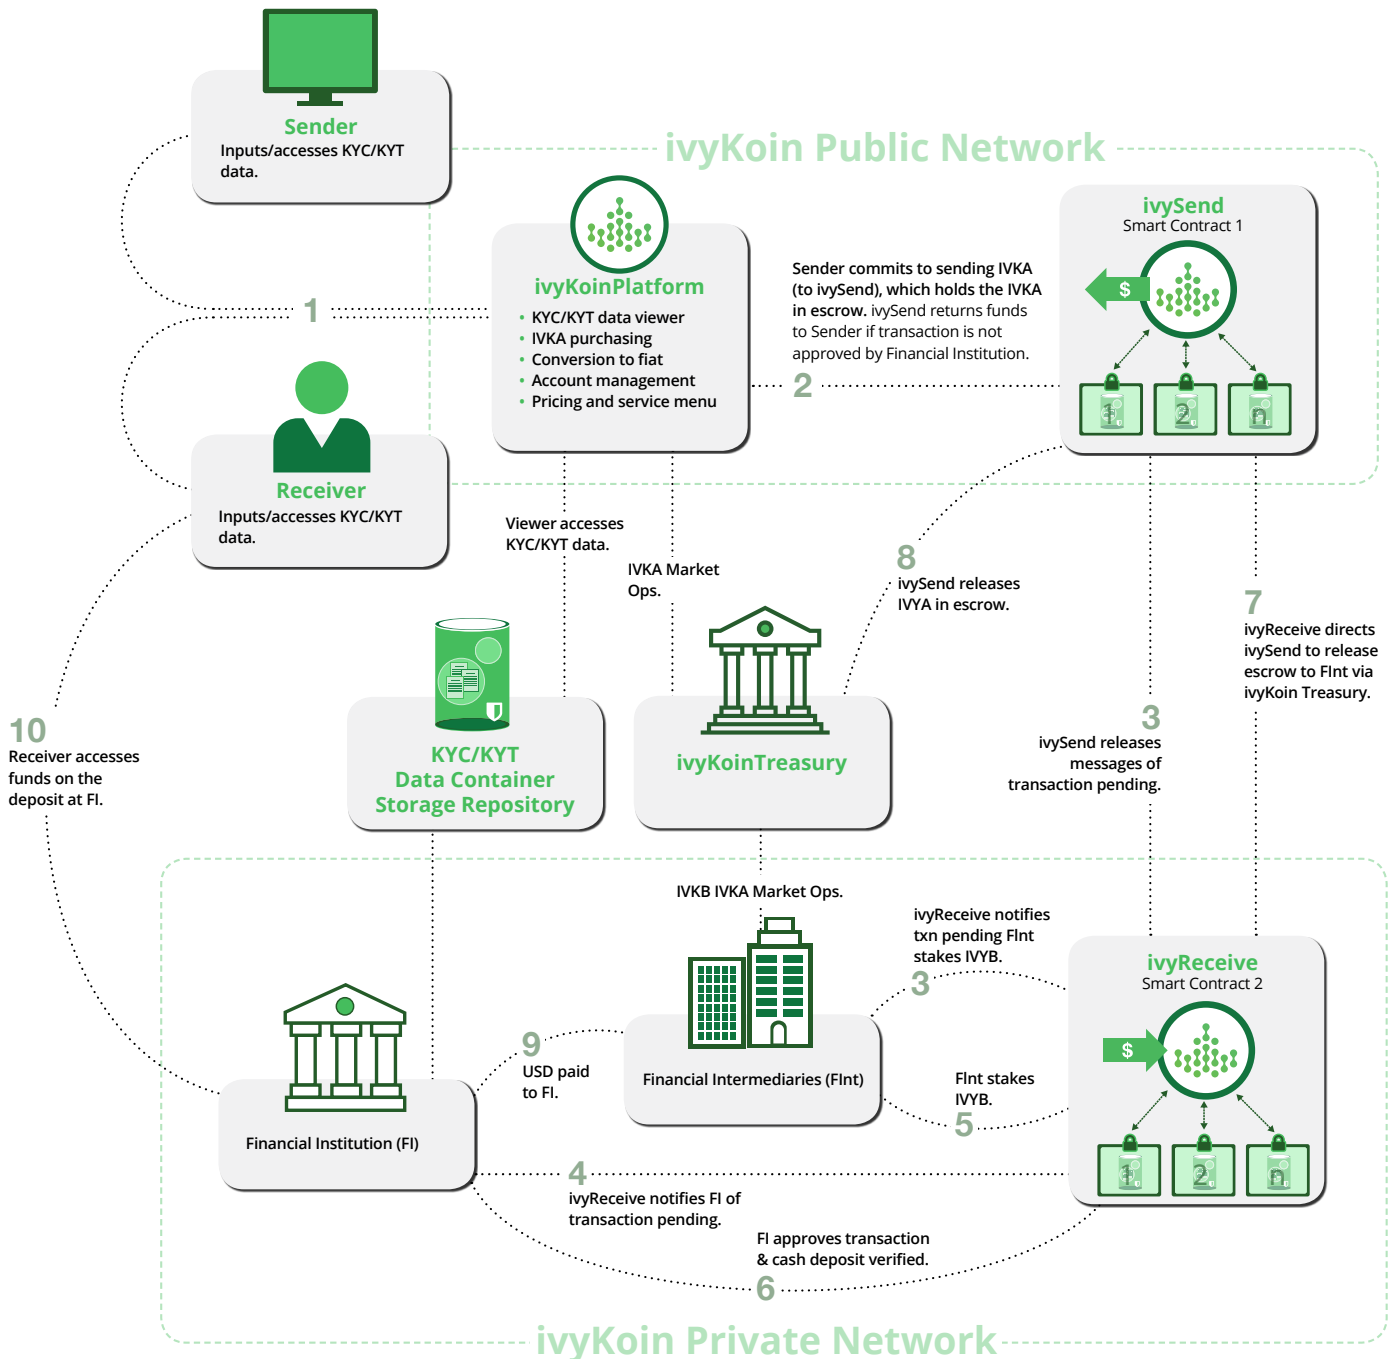 Sender
Inputs/accesses KYC/KYT
data.
ivyKoin Public Network
ivySend
Smart Contract 1
$
1
2
n
ivyKoinPlatform
• KYC/KYT data viewer
• IVKA purchasing
• Conversion to fiat
• Account management
• Pricing and service menu
Sender commits to sending IVKA
(to ivySend), which holds the IVKA
in escrow. ivySend returns funds
to Sender if transaction is not
approved by Financial Institution.
2
1
Receiver
Inputs/accesses KYC/KYT
data.
Viewer accesses
KYC/KYT data.
IVKA Market
Ops.
8
ivySend releases
IVYA in escrow.
7
ivyReceive directs
ivySend to release
escrow to FInt via
ivyKoin Treasury.
3
ivySend releases
messages of
transaction pending.
10
Receiver accesses
funds on the
deposit at FI.
KYC/KYT
Data Container
Storage Repository
ivyKoinTreasury
IVKB IVKA Market Ops.
ivyReceive notifies
txn pending FInt
stakes IVYB.
3
ivyReceive
Smart Contract 2
$
1
2
n
9
USD paid
to FI.
Financial Intermediaries (FInt)
FInt stakes
IVYB.
5
Financial Institution (FI)
4
ivyReceive notifies FI of
transaction pending.
FI approves transaction
& cash deposit verified.
6
ivyKoin Private Network